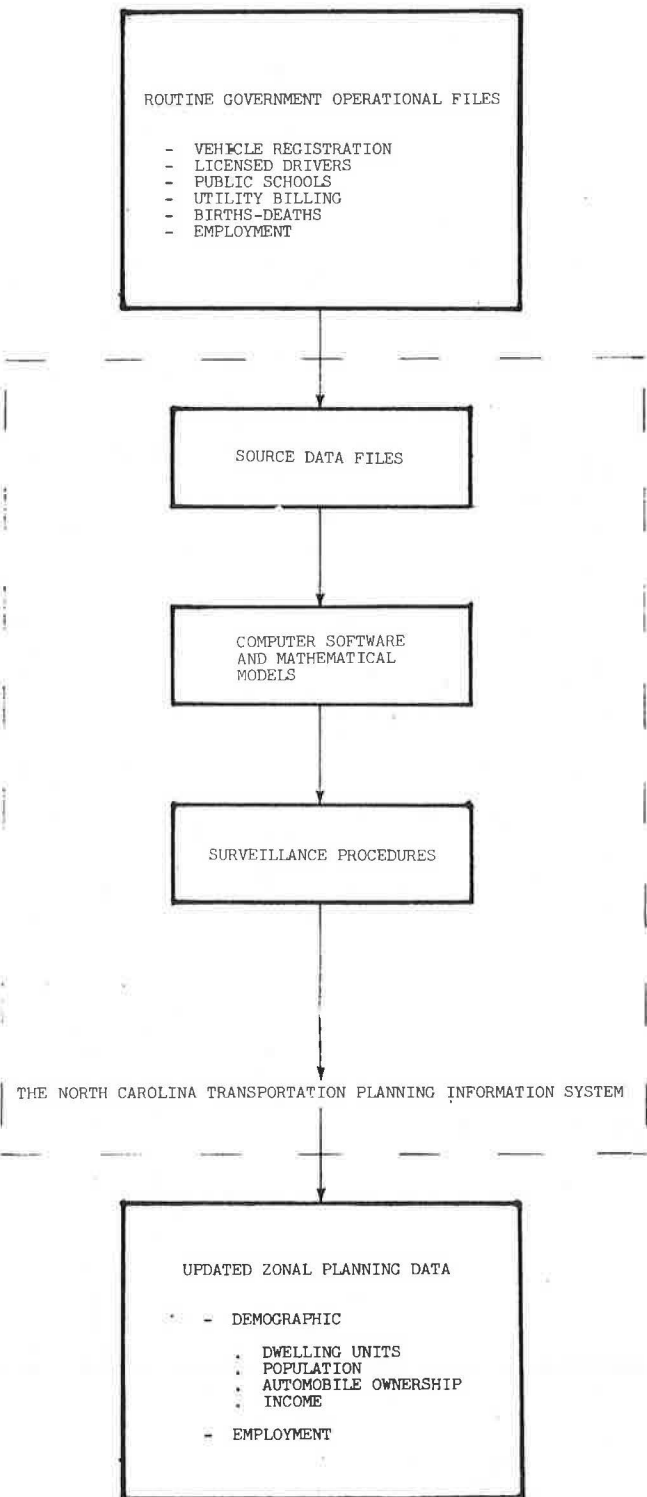 ROUTINE GOVERNMENT OPERATIONAL FILES
- VEHICLE REGISTRATION
- LICENSED DRIVERS
- PUBLIC SCHOOLS
- UTILITY BILLING
- BIRTHS-DEATHS
- EMPLOYMENT
SOURCE DATA FILES
COMPUTER SOFTWARE
AND MATHEMATICAL
MODELS
SURVEILLANCE PROCEDURES
THE NORTH CAROLINA TRANSPORTATION PLANNING INFORMATION SYSTEM
UPDATED ZONAL PLANNING DATA
- DEMOGRAPHIC
. DWELLING UNITS
. POPULATION
. AUTOMOBILE OWNERSHIP
. INCOME
- EMPLOYMENT